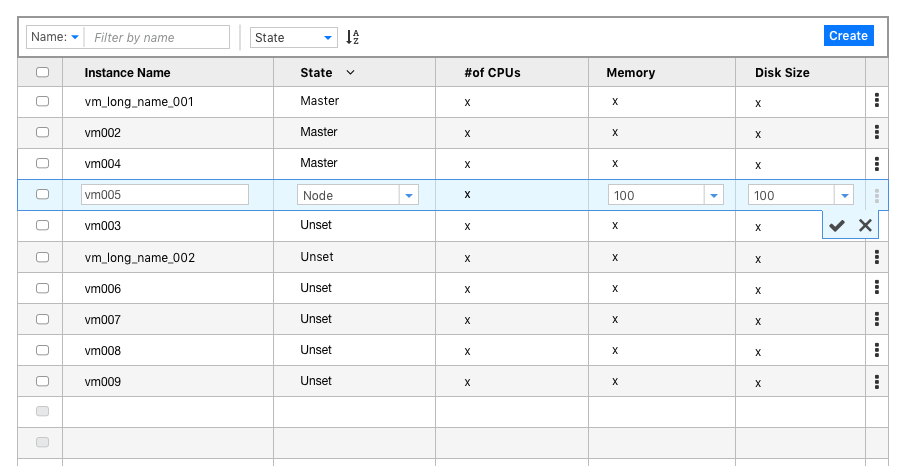 Name: Filter by name State A Z Create
Instance Name State #of CPUs Memory Disk Size
vm_long_name_001 Master x x x
vm002 Master x x x
vm004 Master x x x
vm005 Node x 100 100
vm003 Unset x x x
vm_long_name_002 Unset x x x
vm006 Unset x x x
vm007 Unset x x x
vm008 Unset x x x
vm009 Unset x x x